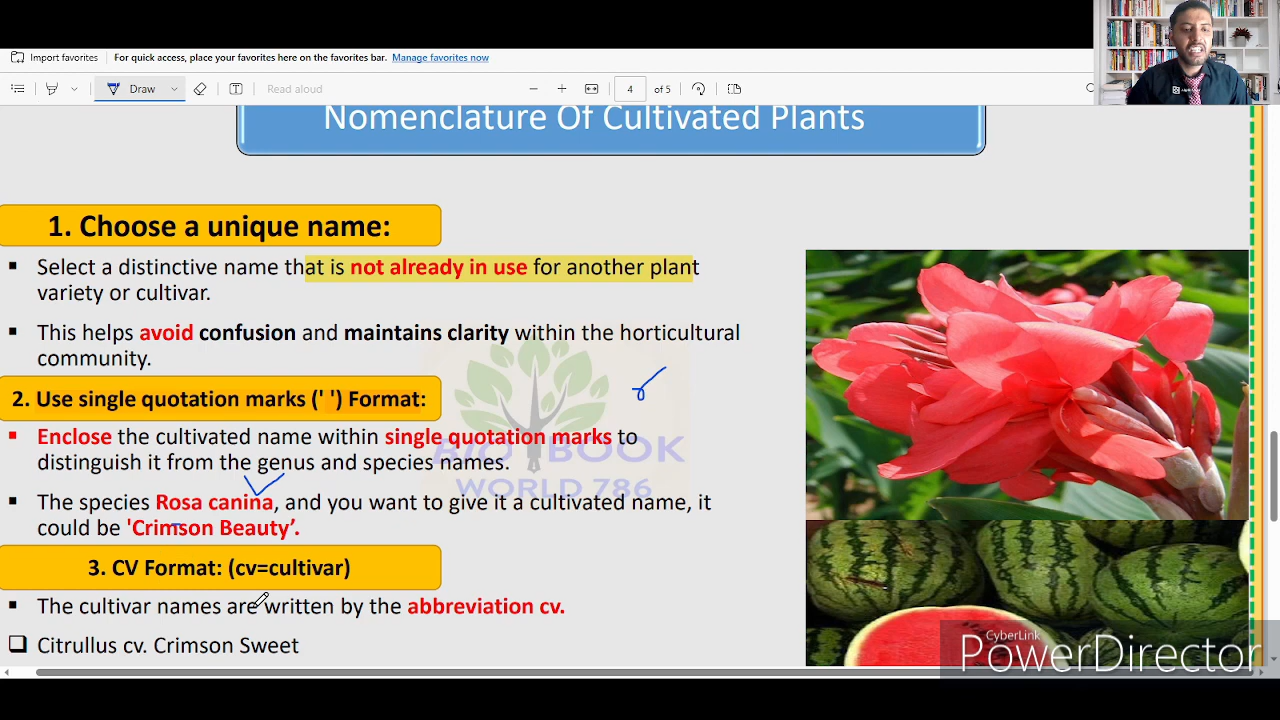 Import favorites For quick access, place your favorites here on the favorites bar. Manage favorites now
Draw Read aloud 4 of 5
Nomenclature Of Cultivated Plants
1. Choose a unique name:
▪ Select a distinctive name that is not already in use for another plant
variety or cultivar.
▪ This helps avoid confusion and maintains clarity within the horticultural
community.
2. Use single quotation marks (' ') Format:
▪ Enclose the cultivated name within single quotation marks to
distinguish it from the genus and species names.
▪ The species Rosa canina, and you want to give it a cultivated name, it
could be 'Crimson Beauty’.
BIO BOOK
WORLD 786
3. CV Format: (cv=cultivar)
▪ The cultivar names are written by the abbreviation cv.
❑ Citrullus cv. Crimson Sweet
CyberLink
PowerDirector